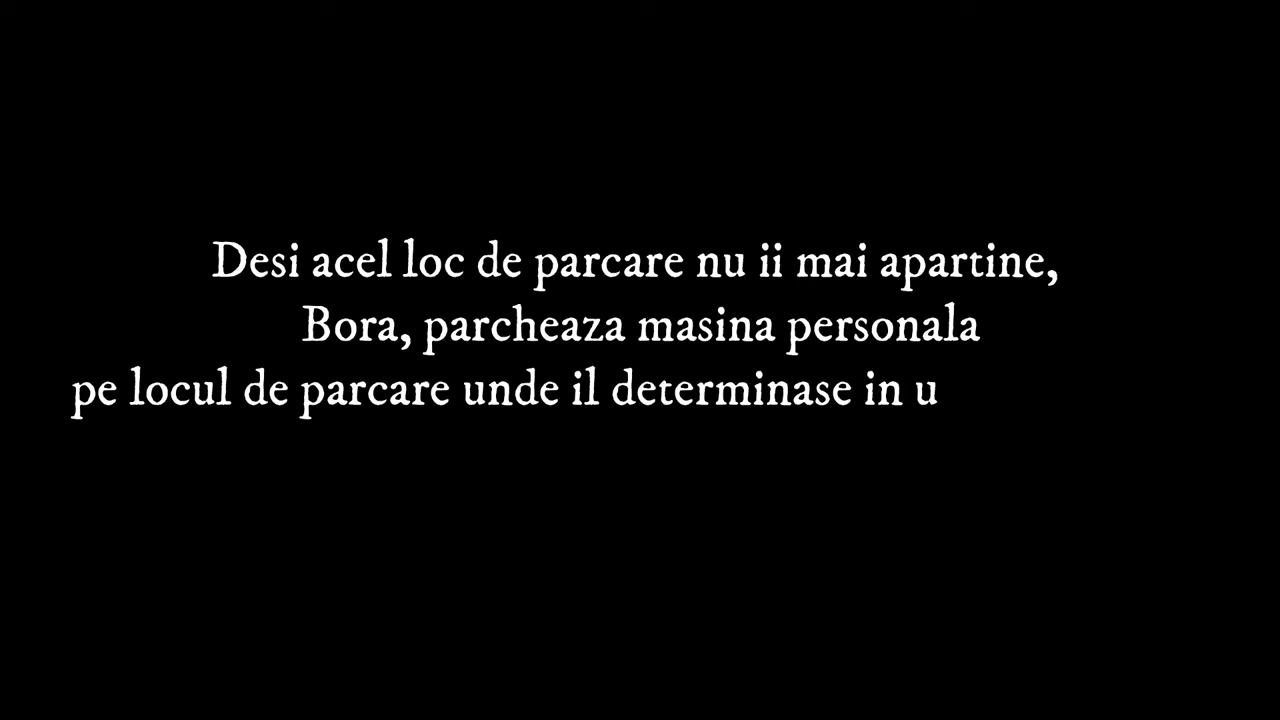 Desi acel loc de parcare nu ii mai apartine,
Bora, parcheaza masina personala
pe locul de parcare unde il determinase in u